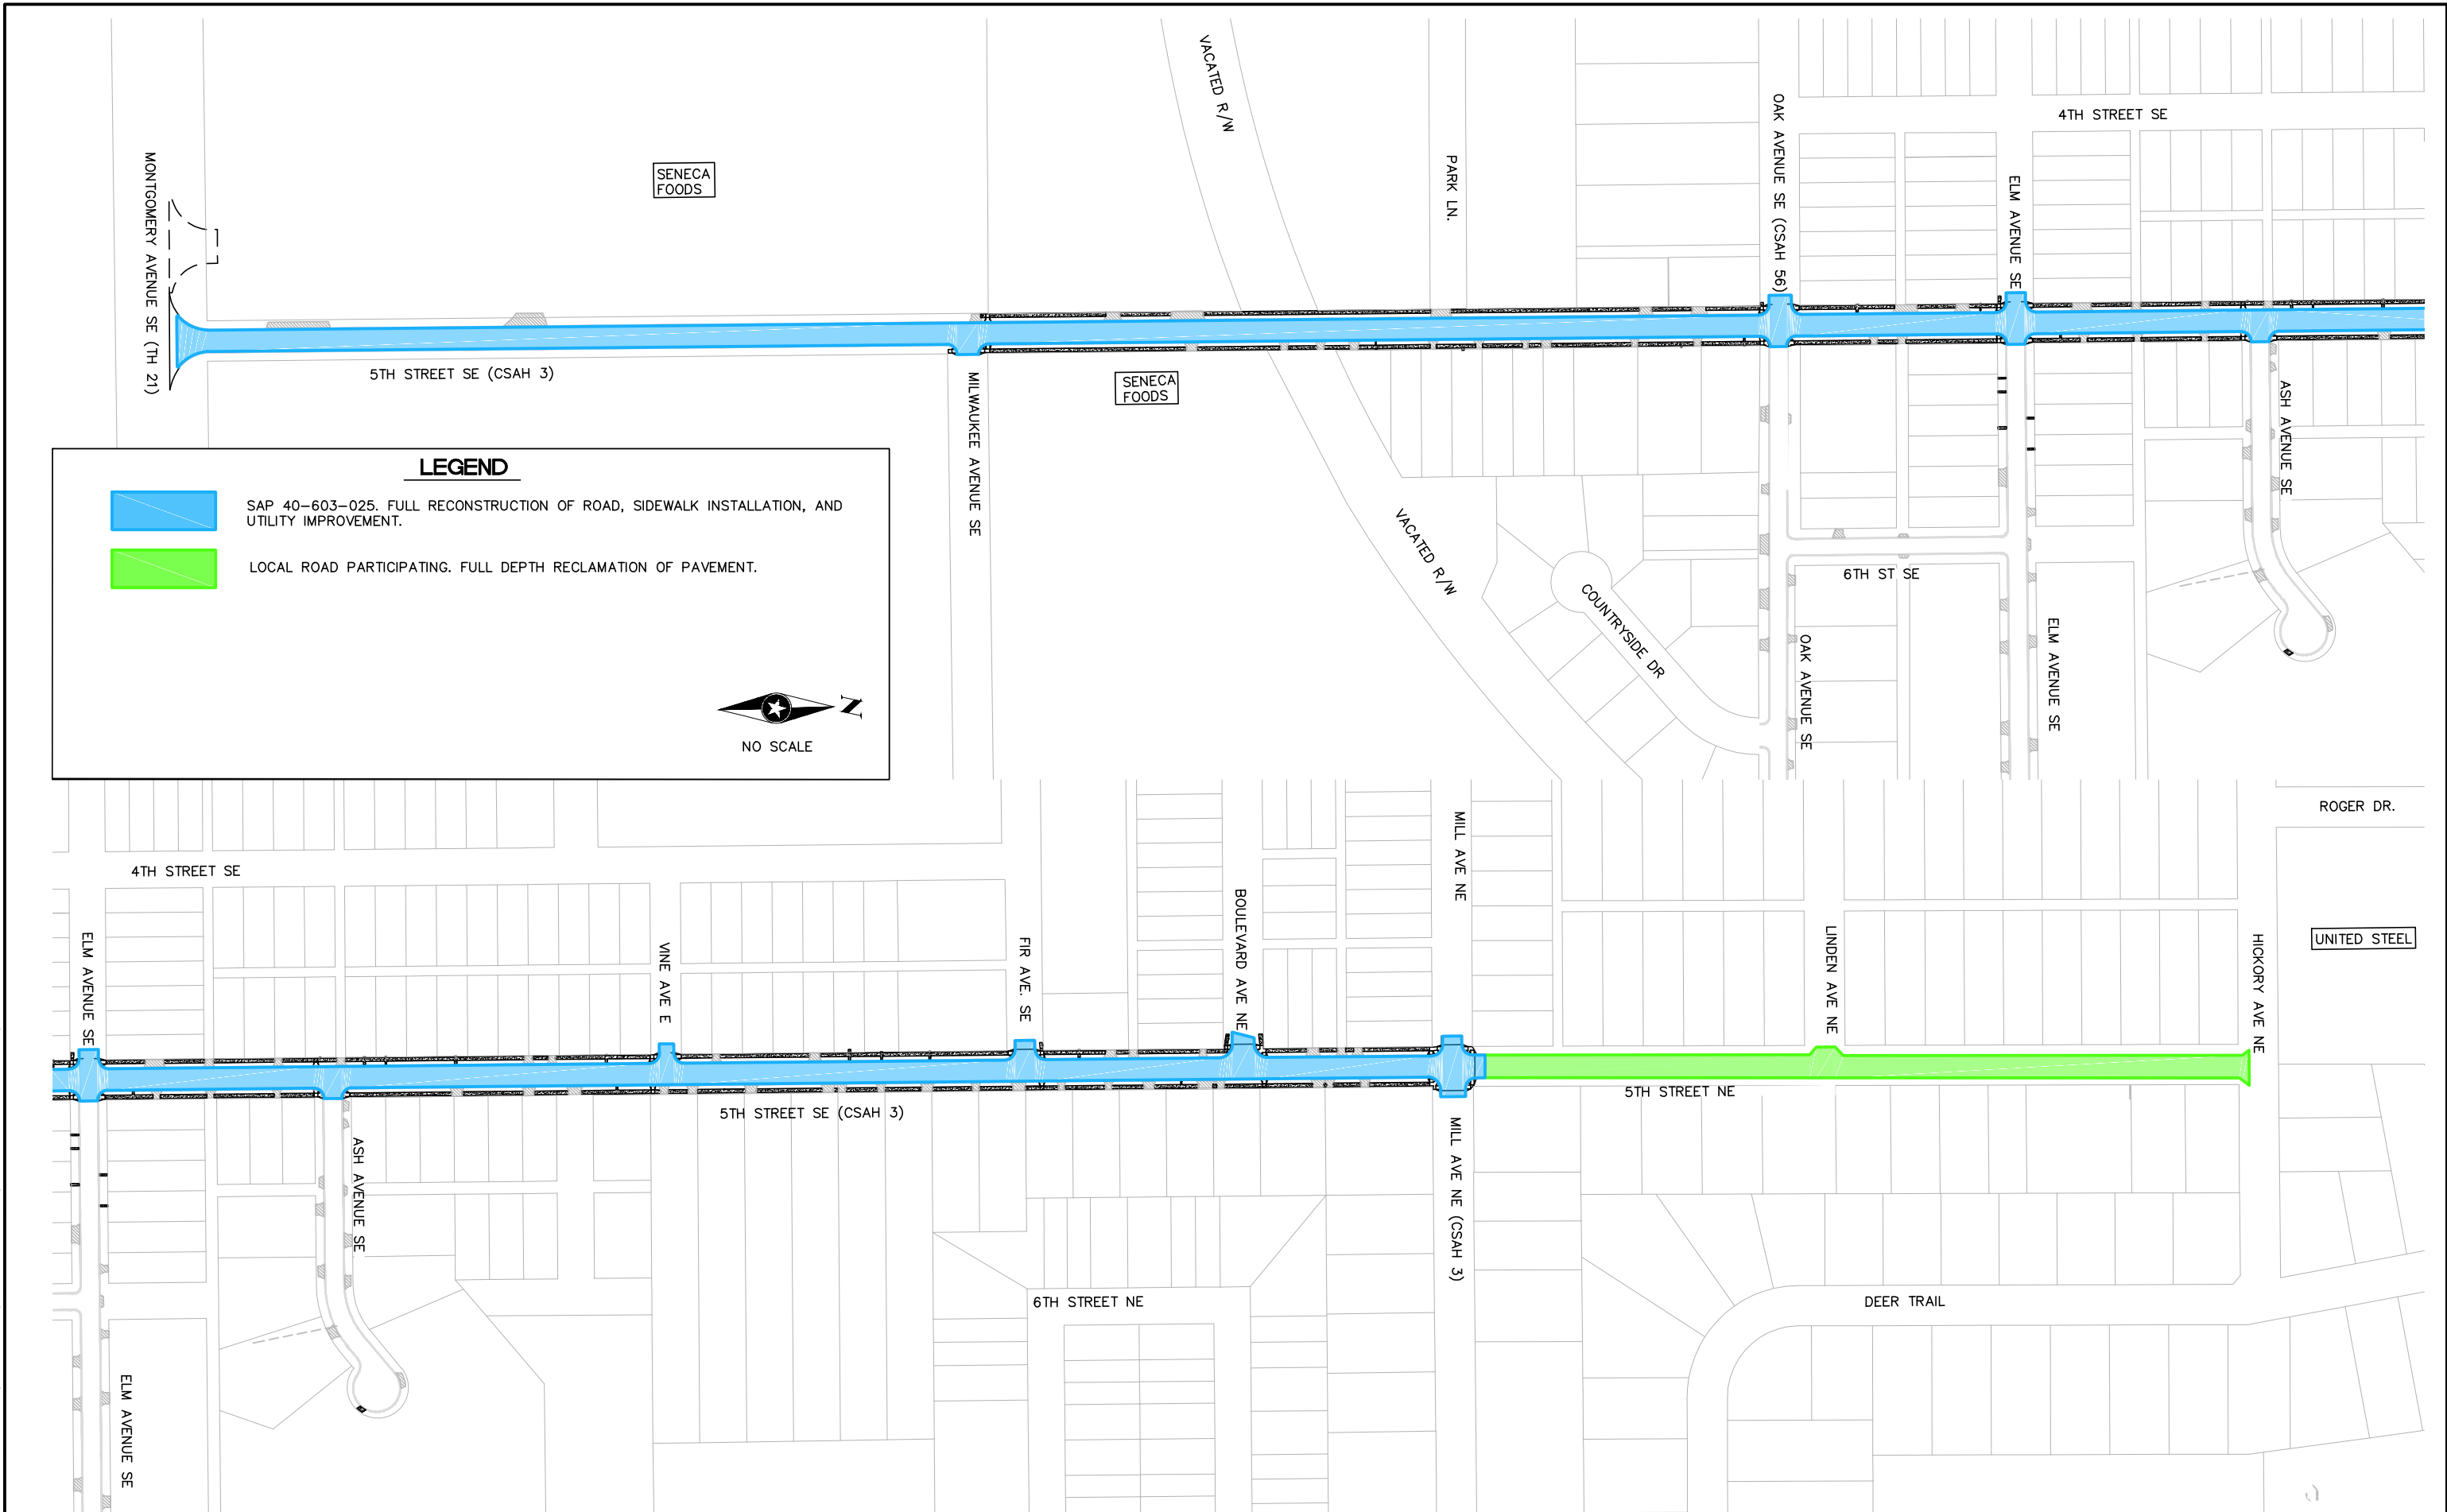 VACATED R/W
MONTGOMERY AVENUE SE (TH 21)
SENECA
FOODS
PARK LN.
OAK AVENUE SE (CSAH 56)
4TH STREET SE
ELM AVENUE SE
5TH STREET SE (CSAH 3)
MILWAUKEE AVENUE SE
SENECA
FOODS
ASH AVENUE SE
VACATED R/W
COUNTRYSIDE DR
6TH ST SE
OAK AVENUE SE
ELM AVENUE SE
LEGEND
SAP 40-603-025. FULL RECONSTRUCTION OF ROAD, SIDEWALK INSTALLATION, AND
UTILITY IMPROVEMENT.
LOCAL ROAD PARTICIPATING. FULL DEPTH RECLAMATION OF PAVEMENT.
N
NO SCALE
4TH STREET SE
ELM AVENUE SE
VINE AVE E
FIR AVE. SE
BOULEVARD AVE NE
MILL AVE NE
LINDEN AVE NE
HICKORY AVE NE
ROGER DR.
UNITED STEEL
5TH STREET SE (CSAH 3)
5TH STREET NE
ASH AVENUE SE
MILL AVE NE (CSAH 3)
6TH STREET NE
DEER TRAIL
ELM AVENUE SE